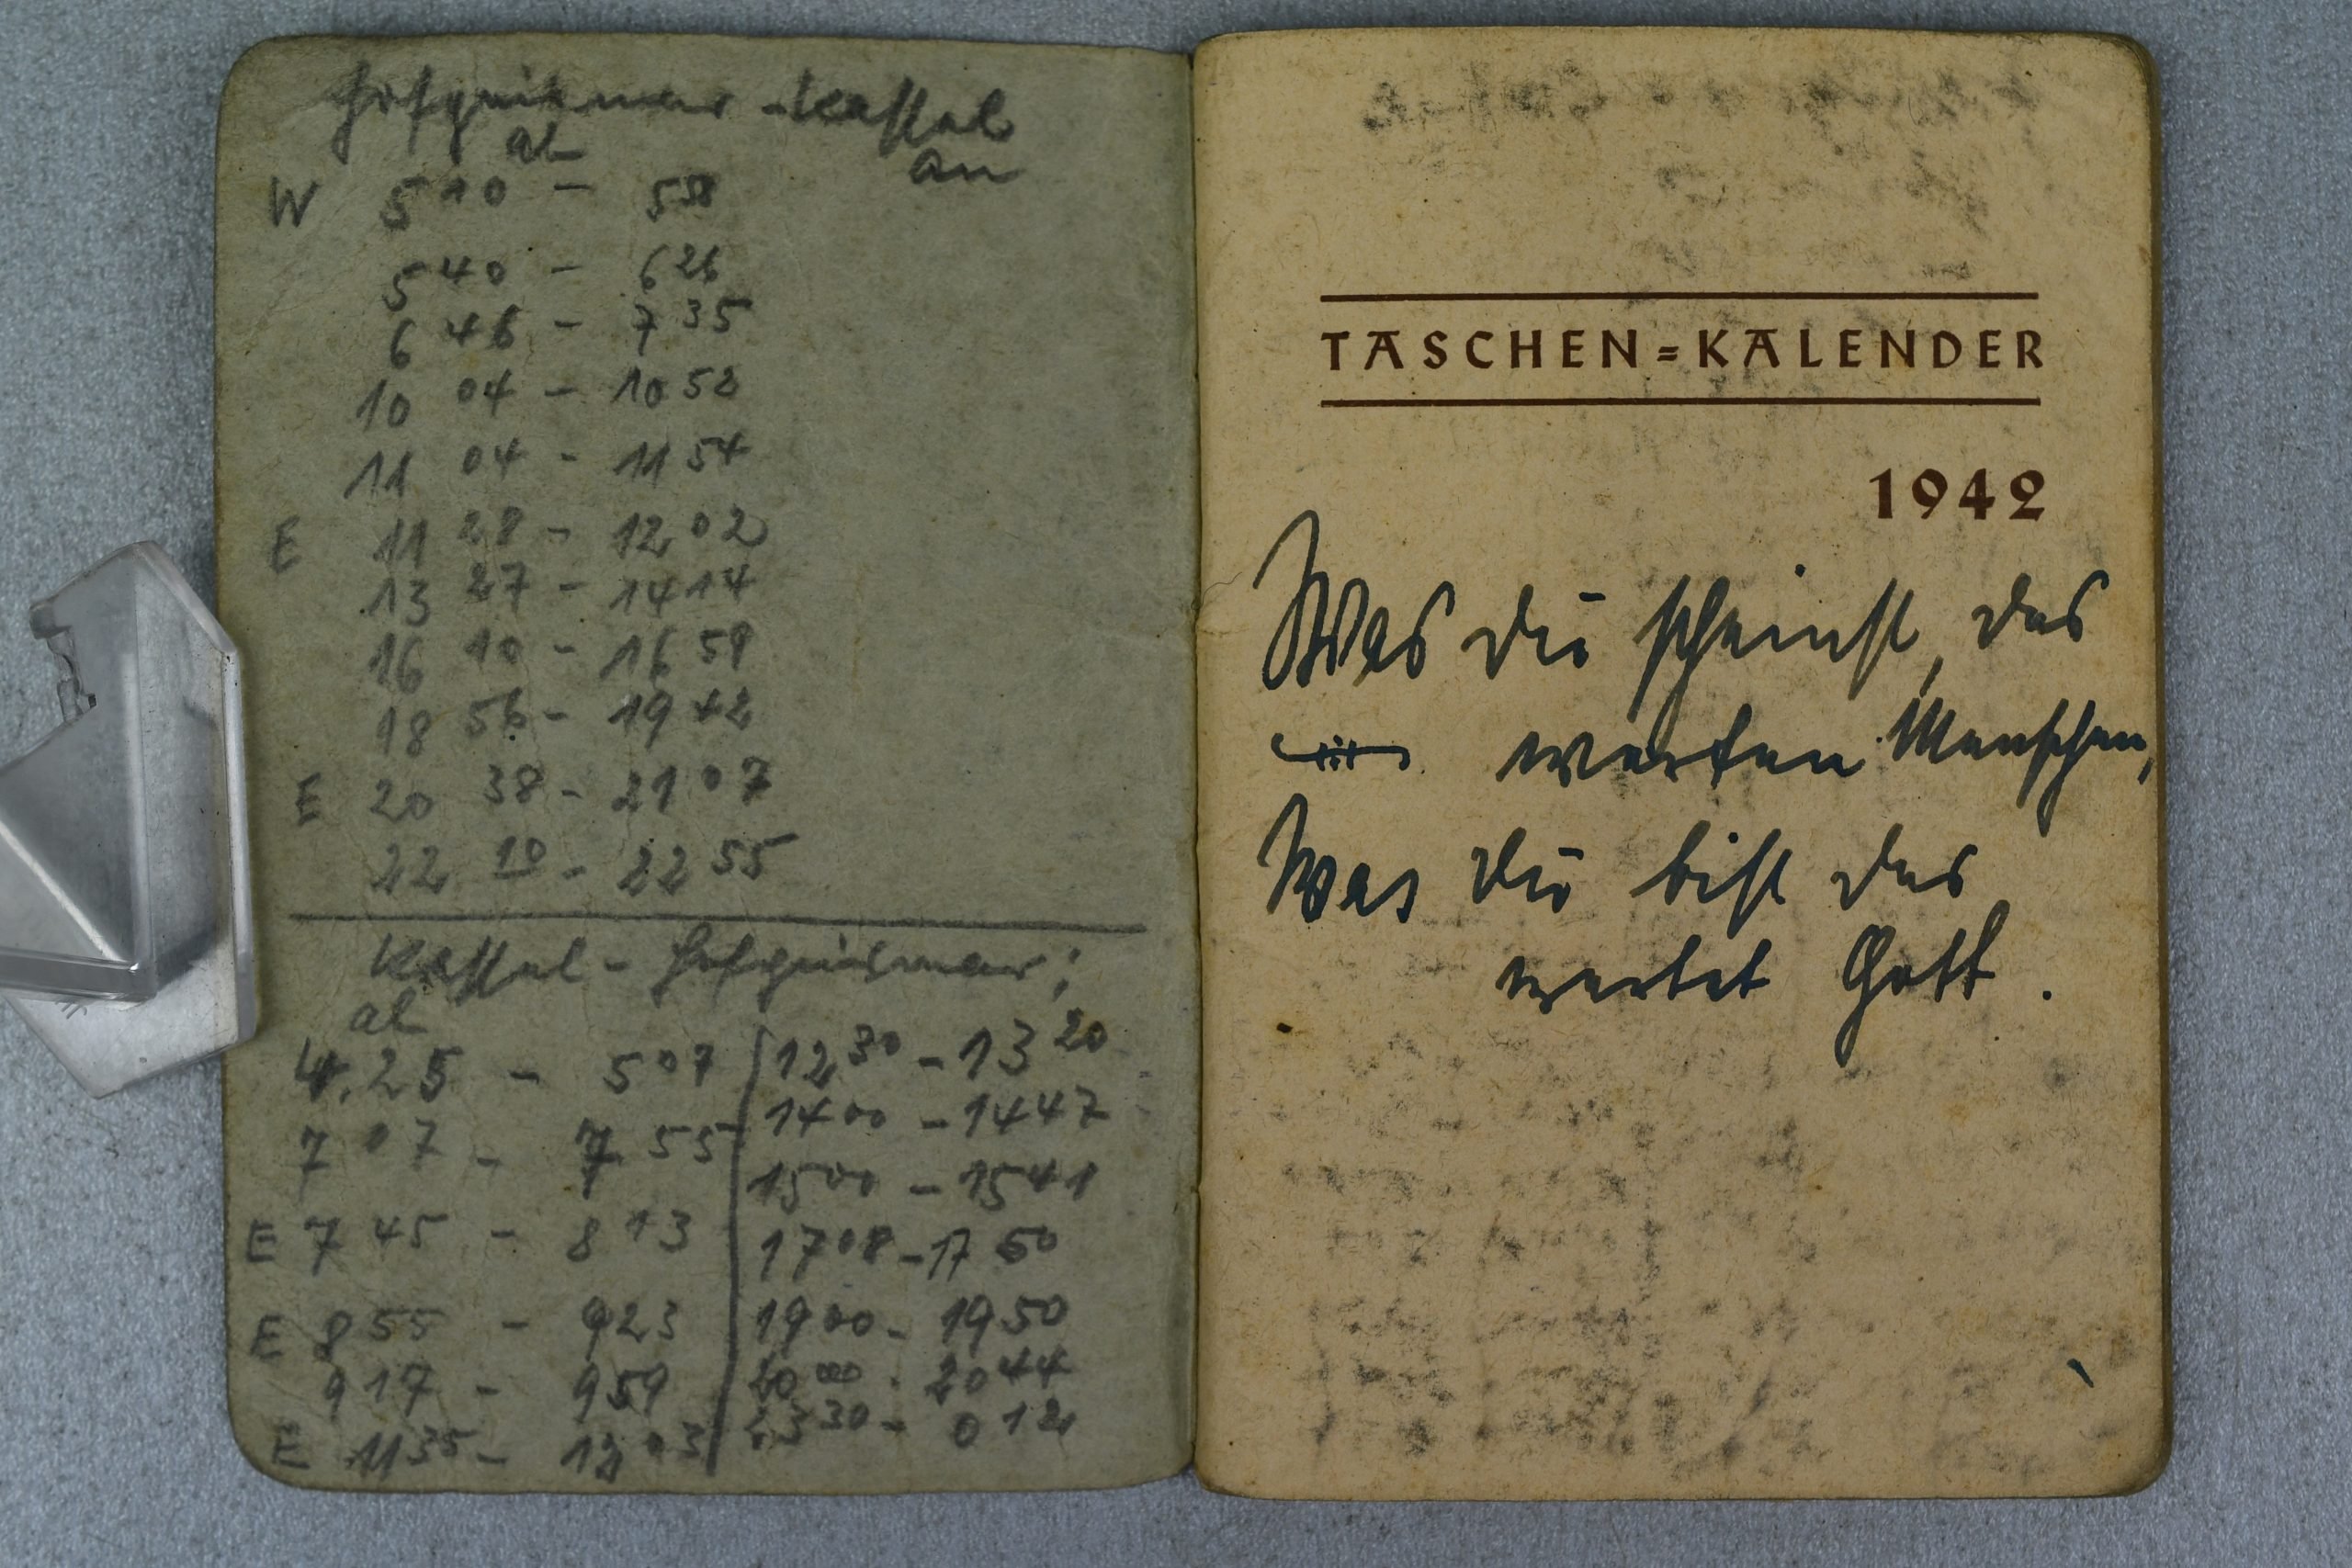 Hofgeismar - Kassel
ab an
W 5 10 - 5 58
5 40 - 6 26
6 46 - 7 35
10 04 - 10 52
11 04 - 11 54
E 11 28 - 12 02
13 27 - 14 14
16 10 - 16 59
18 56 - 19 42
E 20 38 - 21 07
22 10 - 22 55
Kassel - Hofgeismar:
ab
4.25 - 5 07
7 07 - 7 55
E 7 45 - 8 13
E 8 55 - 9 23
9 17 - 9 59
E 11 35 - 12 03
12 30 - 13 20
14 00 - 14 47
15 00 - 15 41
17 08 - 17 50
19 00 - 19 50
20 00 - 20 44
23 30 - 0 12
TASCHEN=KALENDER
1942
Was du scheinst, das
werten Menschen,
Was du bist das
wertet Gott.